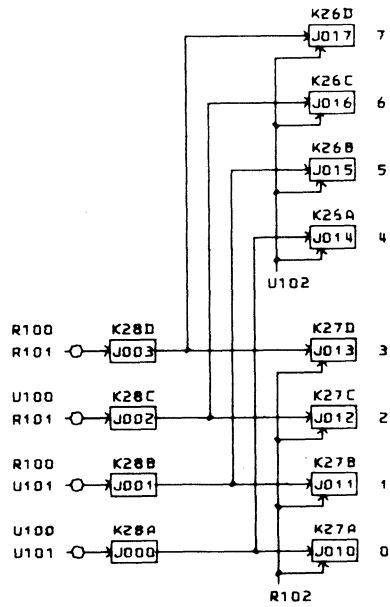 K26D
J017 7
K26C
J016 6
K26B
J015 5
K26A
J014 4
U102
R100 K28D K27D
R101 J003 J013 3
U100 K28C K27C
R101 J002 J012 2
R100 K28B K27B
U101 J001 J011 1
U100 K28A K27A
U101 J000 J010 0
R102